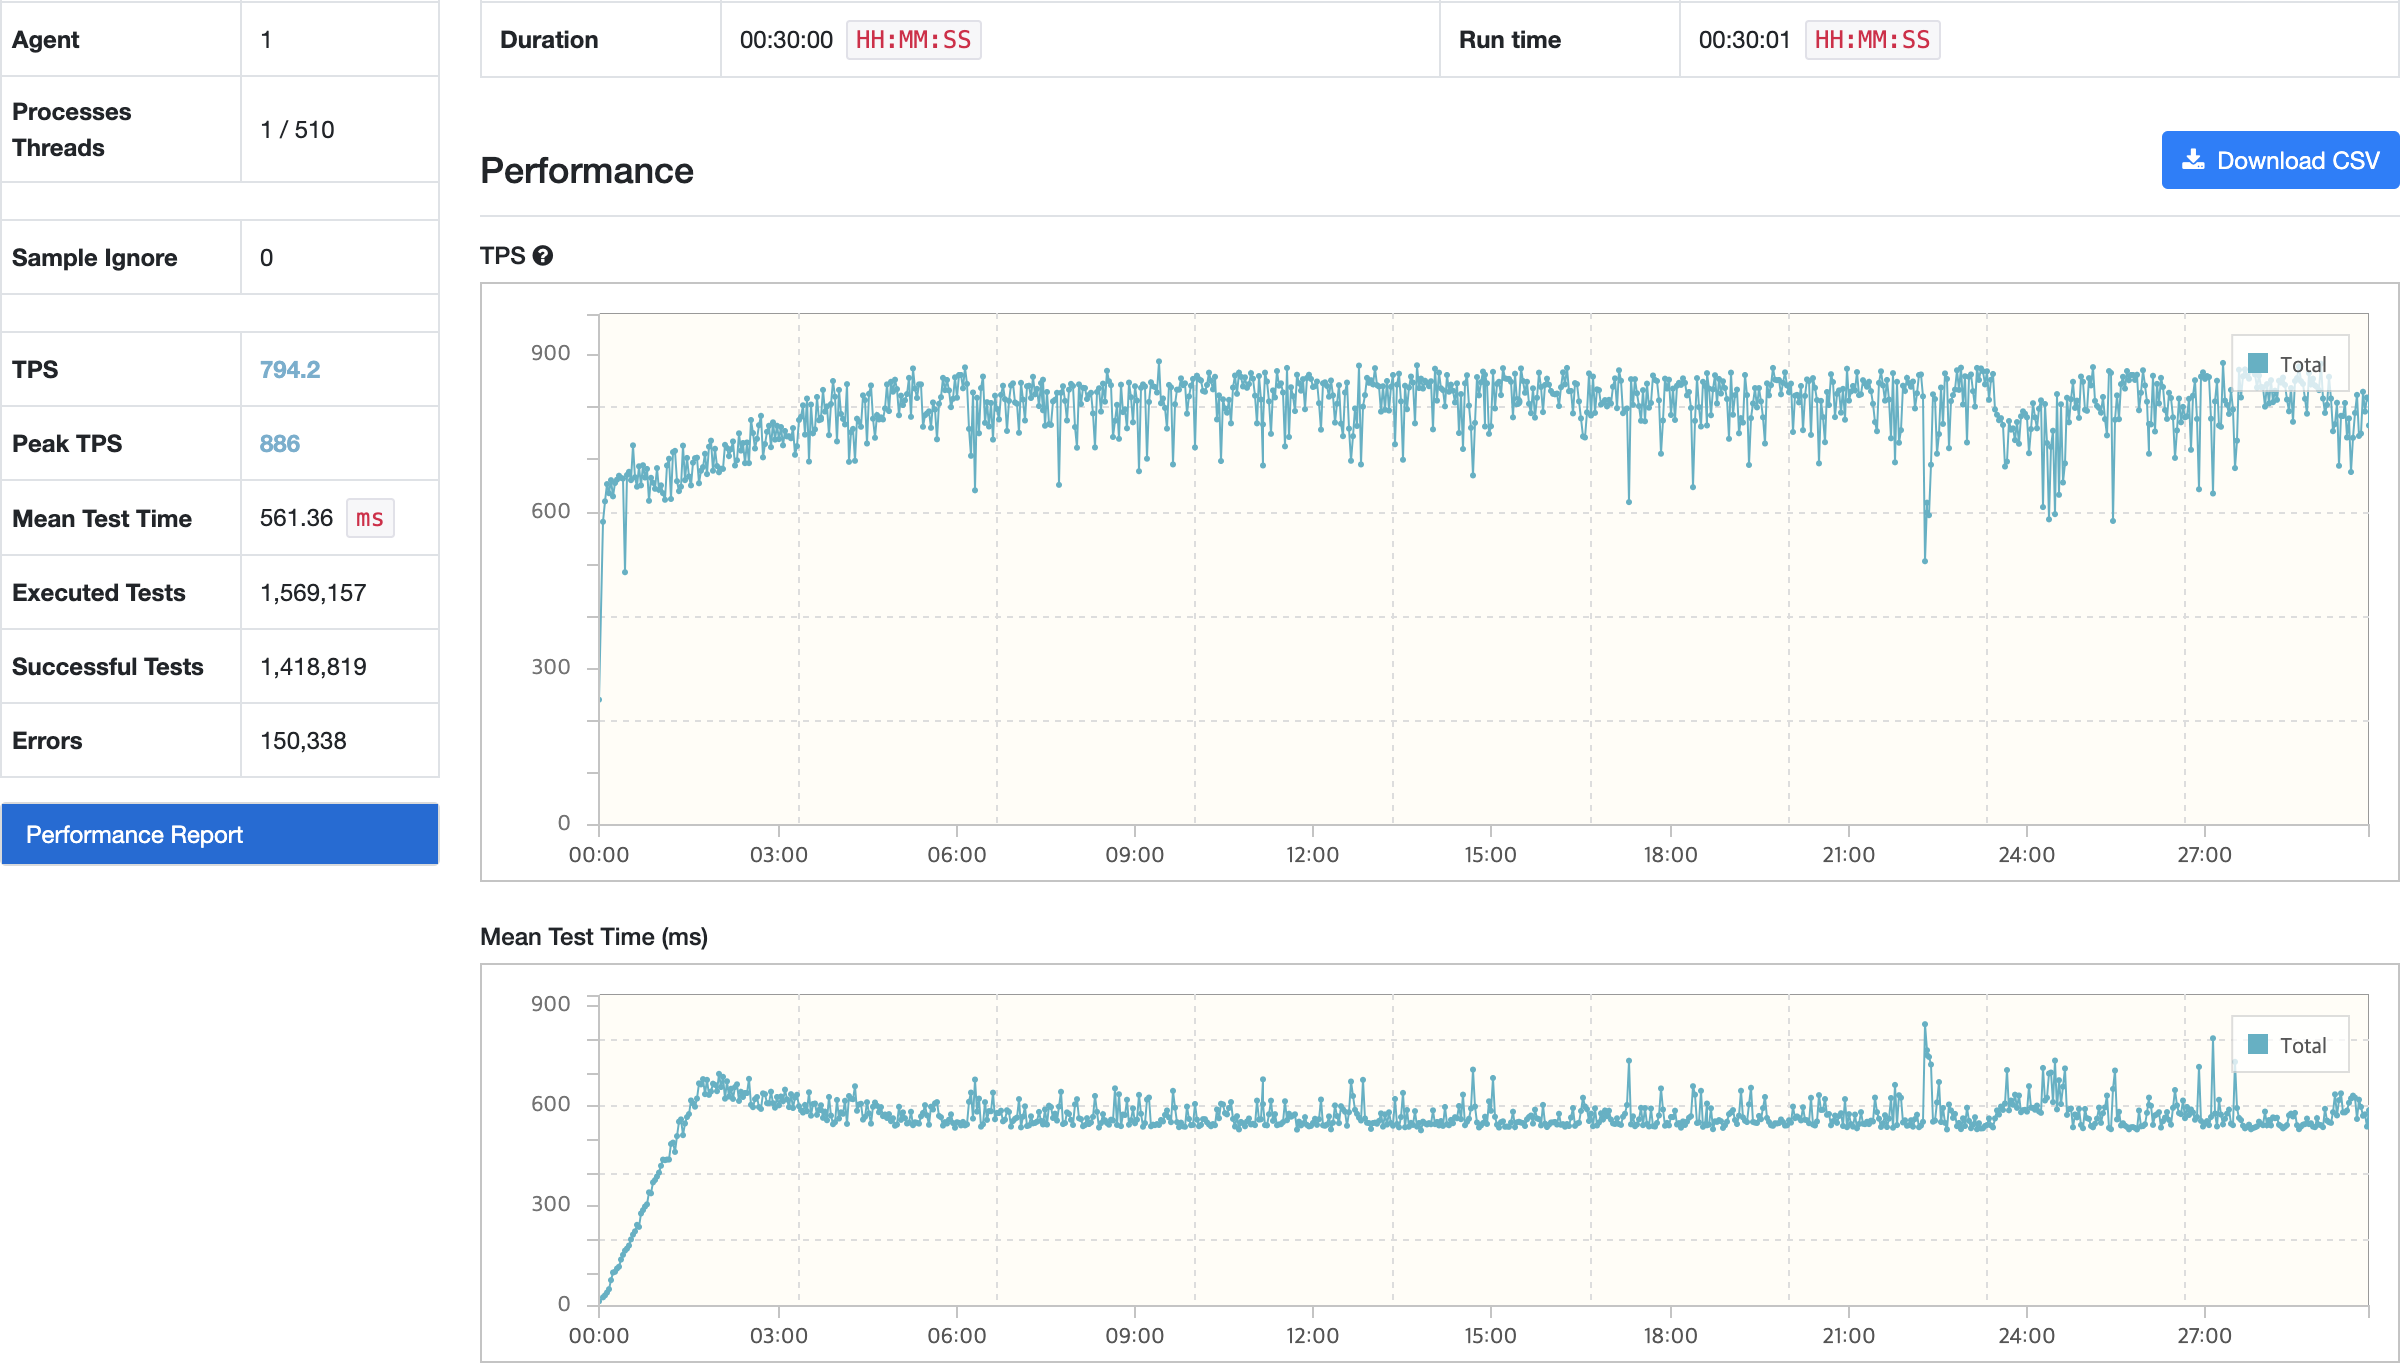 Agent 1
Processes
Threads
1 / 510
Sample Ignore 0
TPS 794.2
Peak TPS 886
Mean Test Time 561.36 ms
Executed Tests 1,569,157
Successful Tests 1,418,819
Errors 150,338
Performance Report
Duration 00:30:00 HH:MM:SS Run time 00:30:01 HH:MM:SS
Performance
Download CSV
TPS ?
Total
900
600
300
0
00:00 03:00 06:00 09:00 12:00 15:00 18:00 21:00 24:00 27:00
Mean Test Time (ms)
Total
900
600
300
0
00:00 03:00 06:00 09:00 12:00 15:00 18:00 21:00 24:00 27:00